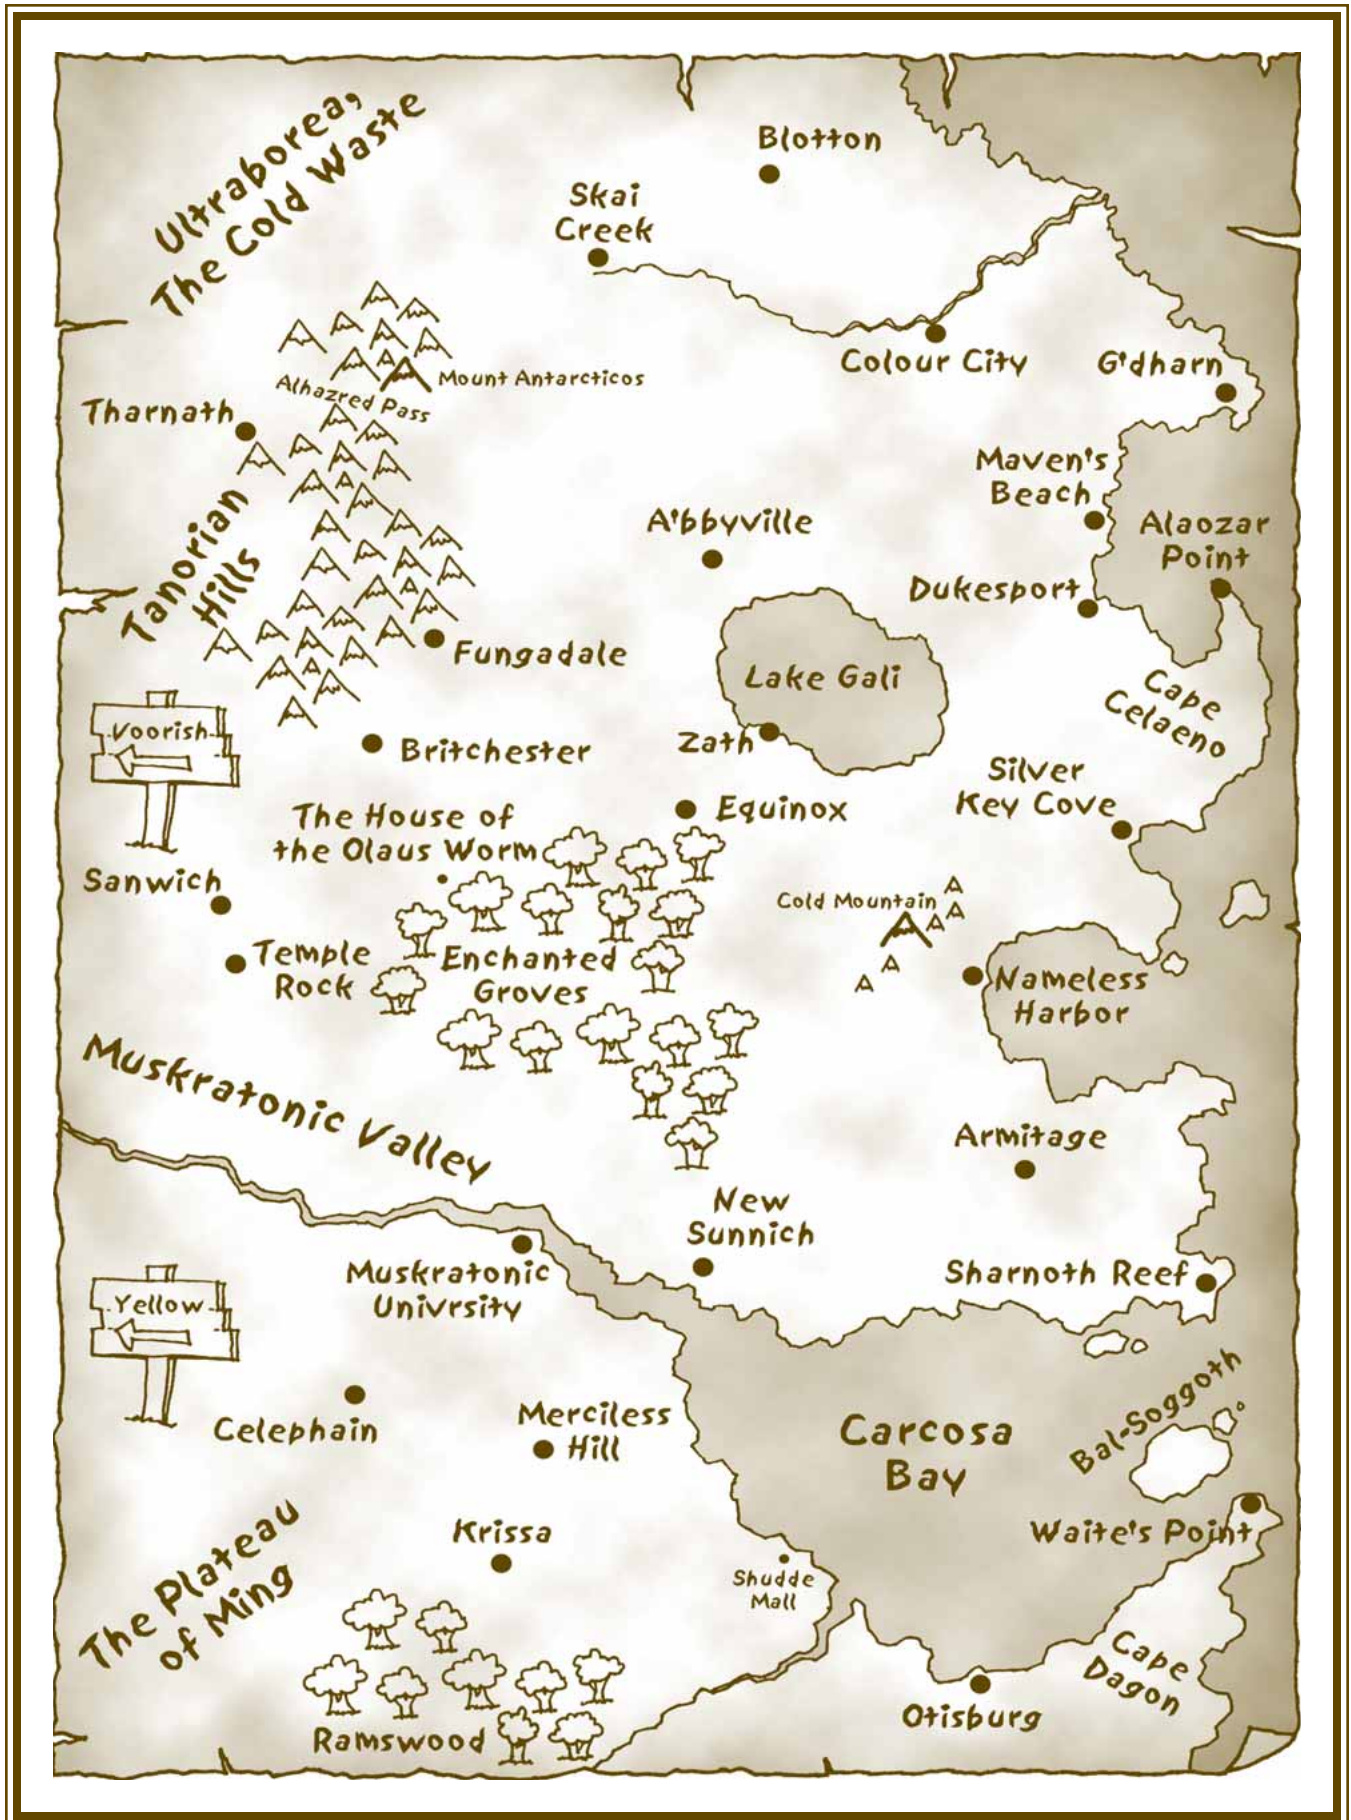 Ultraborea,
The Cold Waste
Blotton
Skai
Creek
Colour City
G'dharn
Mount Antarcticos
Alhazred Pass
Tharnath
Maven's
Beach
Alaozar
Point
A'bbyville
Tanorian
Hills
Dukesport
Fungadale
Lake Gali
Cape
Celaeno
Voorish
Britchester
Zath
Silver
Key Cove
Equinox
The House of
the Olaus Worm
Sanwich
Cold Mountain
Temple
Rock
Enchanted
Groves
Nameless
Harbor
Muskratonic Valley
Armitage
New
Sunnich
Muskratonic
Univrsity
Sharnoth Reef
Yellow
Celephain
Merciless
Hill
Carcosa
Bay
Bal-Soggoth
Krissa
Waite's Point
The Plateau
of Ming
Shudde
Mall
Cape
Dagon
Otisburg
Ramswood